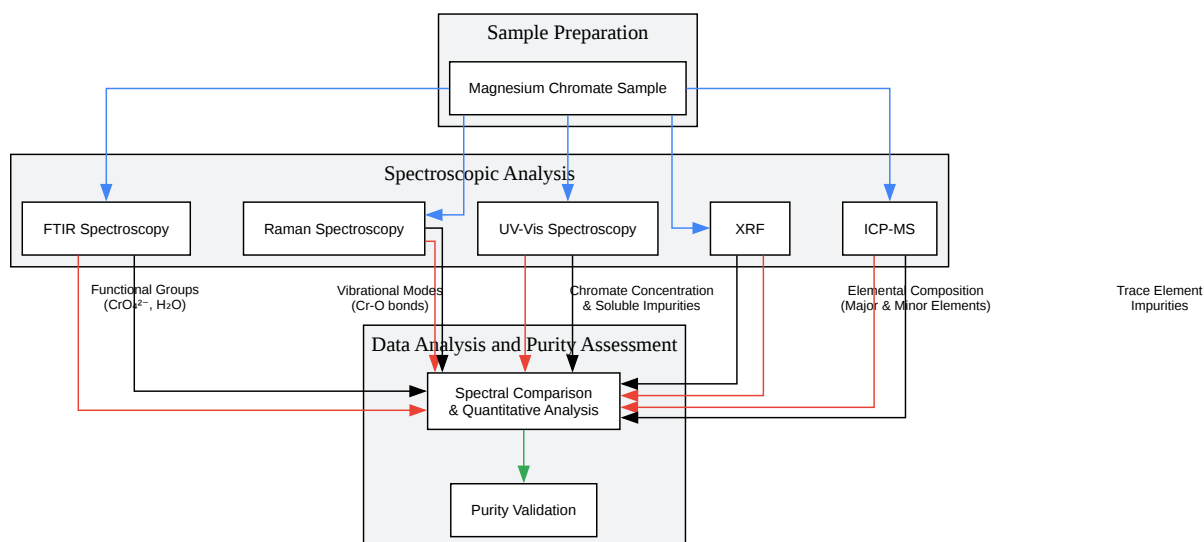 Sample Preparation
Magnesium Chromate Sample
Spectroscopic Analysis
FTIR Spectroscopy
Raman Spectroscopy
UV-Vis Spectroscopy
XRF
ICP-MS
Functional Groups
(CrO₄²⁻, H₂O)
Vibrational Modes
(Cr-O bonds)
Chromate Concentration
& Soluble Impurities
Elemental Composition
(Major & Minor Elements)
Trace Element
Impurities
Data Analysis and Purity Assessment
Spectral Comparison
& Quantitative Analysis
Purity Validation